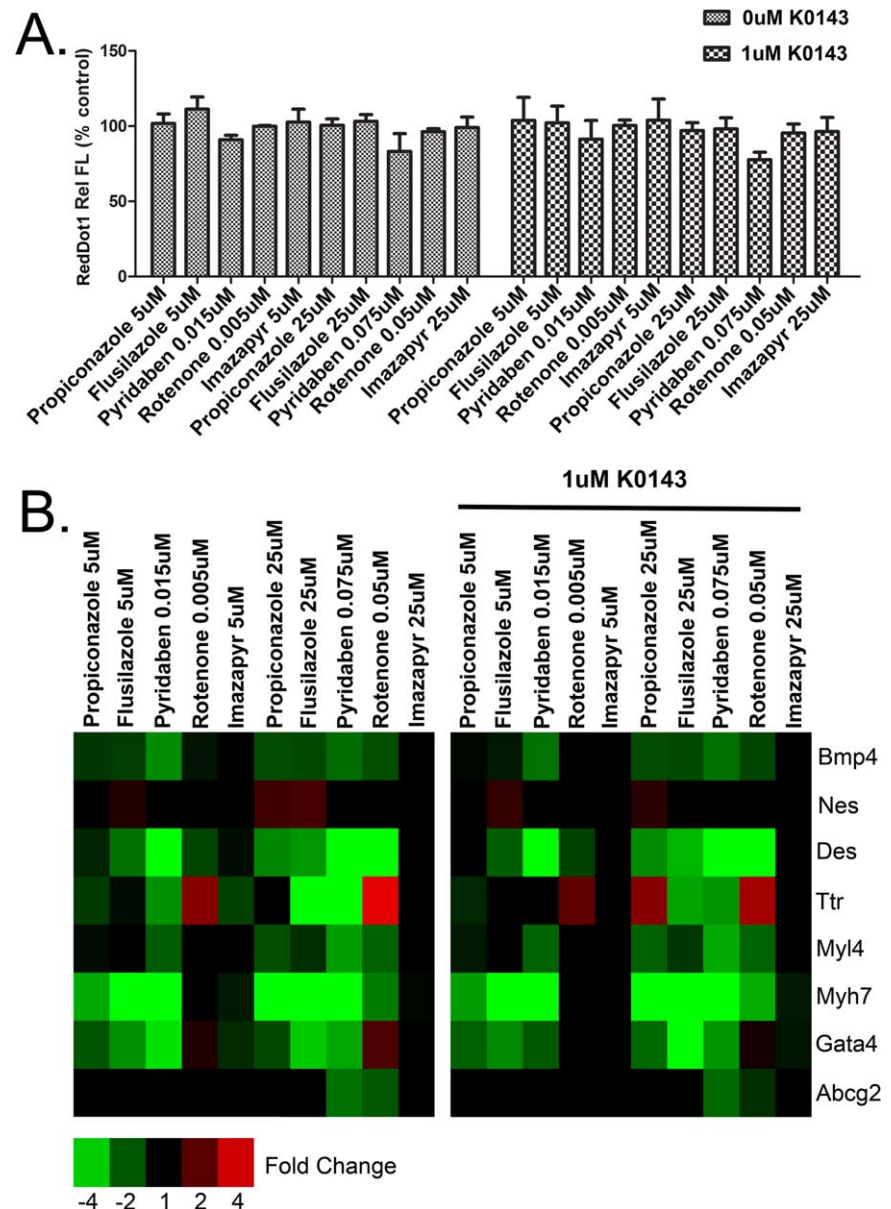 A.
0uM K0143
1uM K0143
RedDot1 Rel FL (% control)
150
100
50
0
Propiconazole 5uM
Flusilazole 5uM
Pyridaben 0.015uM
Rotenone 0.005uM
Imazapyr 5uM
Propiconazole 25uM
Flusilazole 25uM
Pyridaben 0.075uM
Rotenone 0.05uM
Imazapyr 25uM
Propiconazole 5uM
Flusilazole 5uM
Pyridaben 0.015uM
Rotenone 0.005uM
Imazapyr 5uM
Propiconazole 25uM
Flusilazole 25uM
Pyridaben 0.075uM
Rotenone 0.05uM
Imazapyr 25uM
B.
1uM K0143
Propiconazole 5uM
Flusilazole 5uM
Pyridaben 0.015uM
Rotenone 0.005uM
Imazapyr 5uM
Propiconazole 25uM
Flusilazole 25uM
Pyridaben 0.075uM
Rotenone 0.05uM
Imazapyr 25uM
Propiconazole 5uM
Flusilazole 5uM
Pyridaben 0.015uM
Rotenone 0.005uM
Imazapyr 5uM
Propiconazole 25uM
Flusilazole 25uM
Pyridaben 0.075uM
Rotenone 0.05uM
Imazapyr 25uM
Bmp4
Nes
Des
Ttr
Myl4
Myh7
Gata4
Abcg2
Fold Change
-4 -2 1 2 4